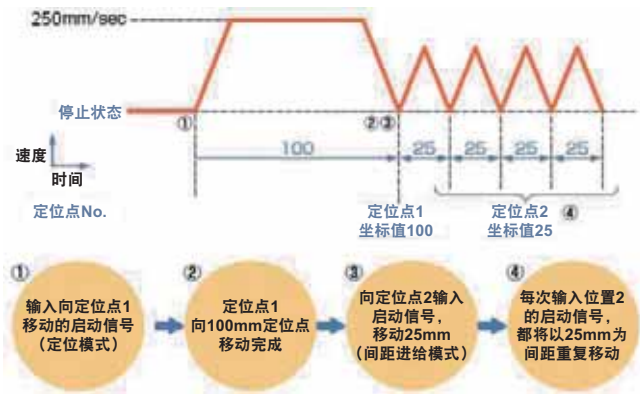 250mm/sec
停止状态
①
②③
100
25
25
25
25
速度
时间
定位点No.
定位点1
坐标值100
定位点2
坐标值25
④
①
输入向定位点1
移动的启动信号
（定位模式）
②
定位点1
向100mm定位点
移动完成
③
向定位点2输入
启动信号，
移动25mm
（间距进给模式）
④
每次输入位置2
的启动信号，
都将以25mm为
间距重复移动